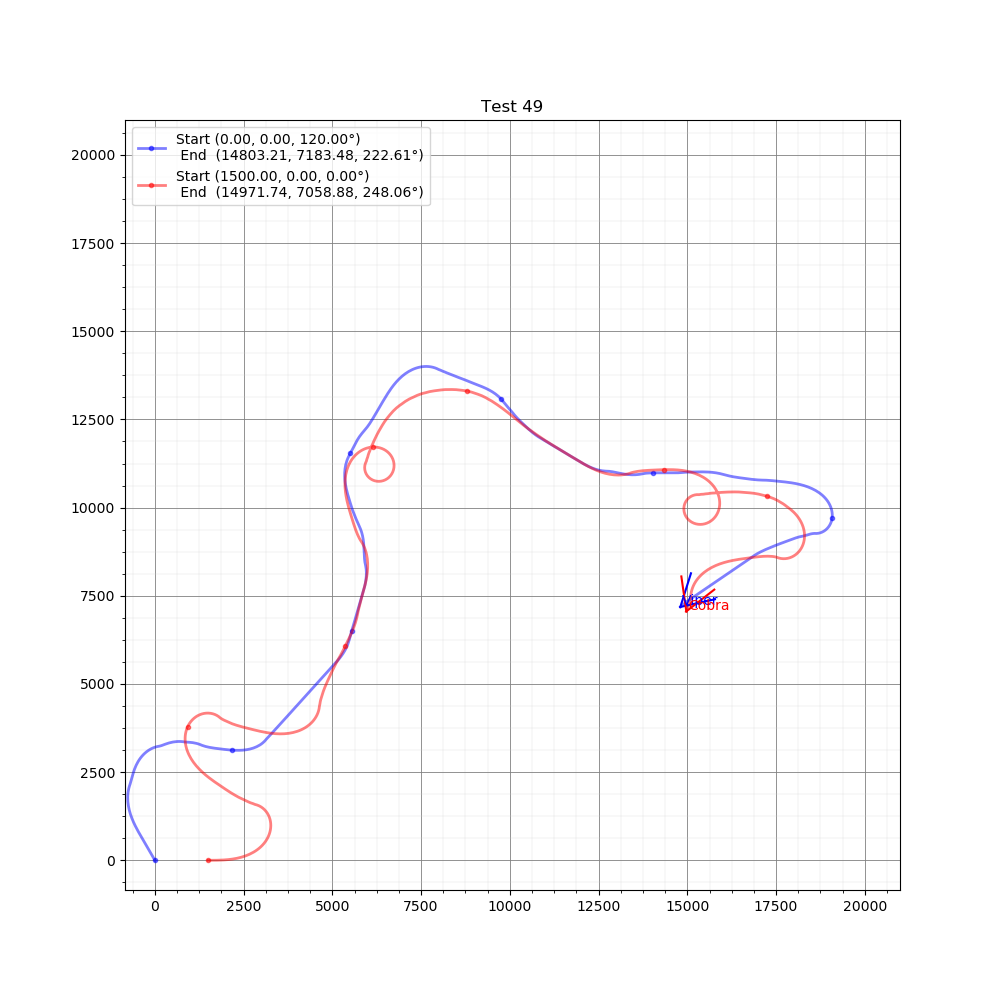 Test 49
Start (0.00, 0.00, 120.00°)
End (14803.21, 7183.48, 222.61°)
Start (1500.00, 0.00, 0.00°)
End (14971.74, 7058.88, 248.06°)
20000
17500
15000
12500
10000
7500
5000
2500
0
0 2500 5000 7500 10000 12500 15000 17500 20000